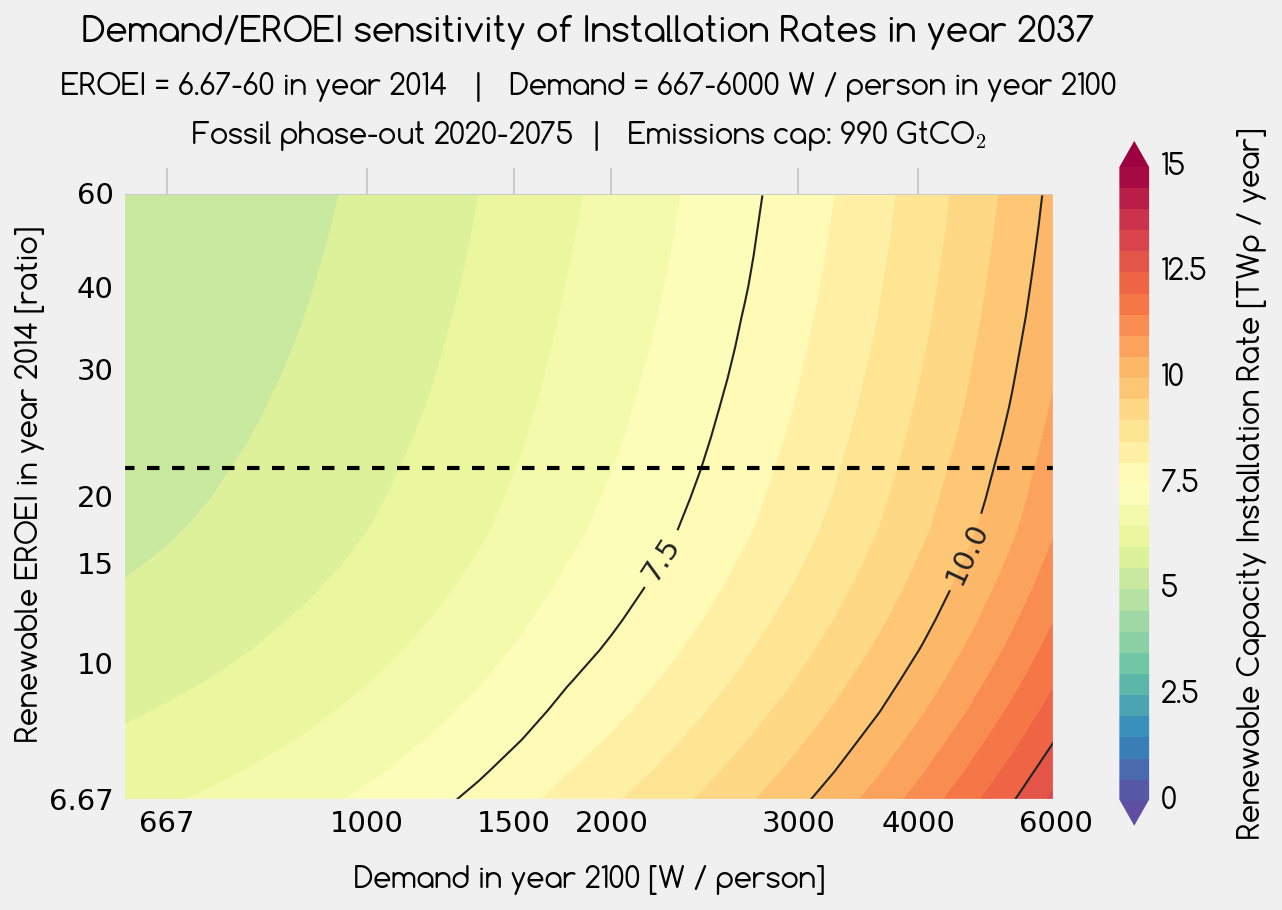 Demand/EROEI sensitivity of Installation Rates in year 2037
EROEI = 6.67-60 in year 2014 | Demand = 667-6000 W / person in year 2100
Fossil phase-out 2020-2075 | Emissions cap: 990 GtCO₂
60
40
30
20
15
10
6.67
Renewable EROEI in year 2014 [ratio]
7.5
10.0
667 1000 1500 2000 3000 4000 6000
Demand in year 2100 [W / person]
15
12.5
10
7.5
5
2.5
0
Renewable Capacity Installation Rate [TWp / year]